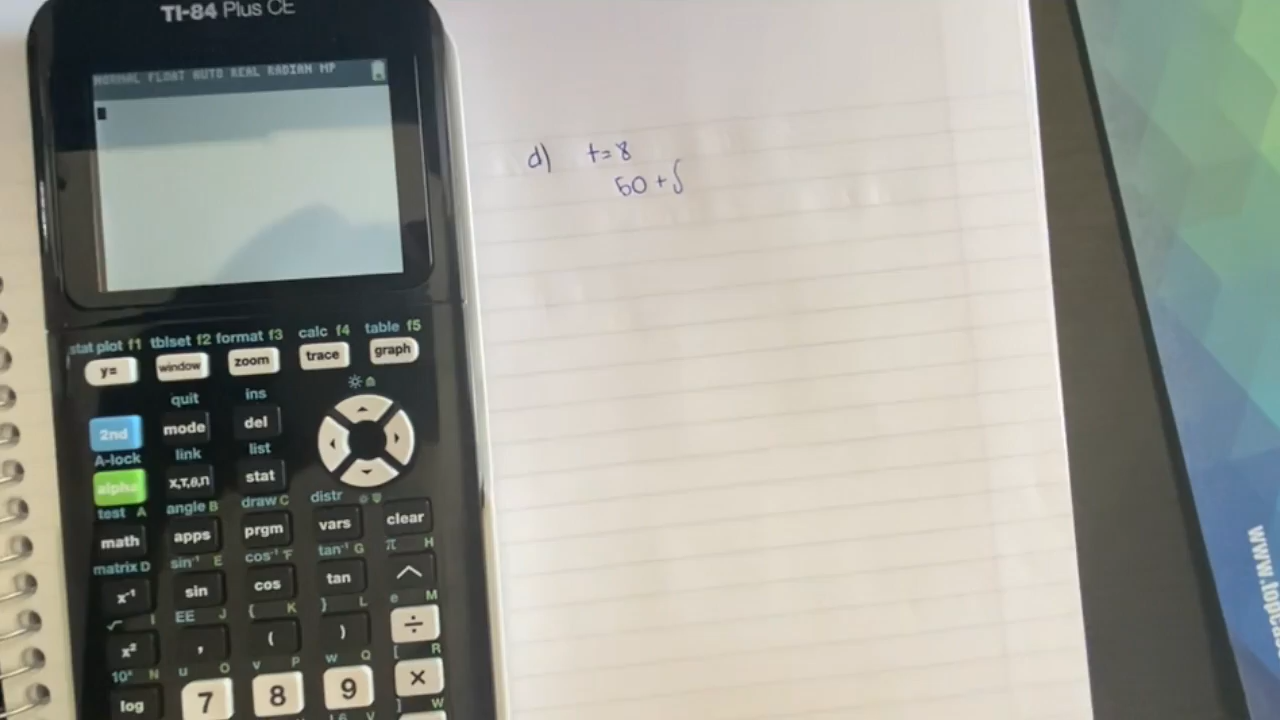 TI-84 Plus CE
NORMAL FLOAT AUTO REAL RADIAN MP
d) t=8
50+∫
stat plot f1 tblset f2 format f3 calc f4 table f5
y= window zoom trace graph
quit ins
2nd mode del
A-lock link list
alpha X,T,θ,n stat
test A angle B draw C distr
math apps prgm vars clear
matrix D sin⁻¹ E cos⁻¹ F tan⁻¹ G π H
x⁻¹ sin cos tan ^
√ I EE J { K } L e M
x² , ( ) ÷
10ˣ N u O v P w Q [ R
log 7 8 9 ×
L6 V ] W